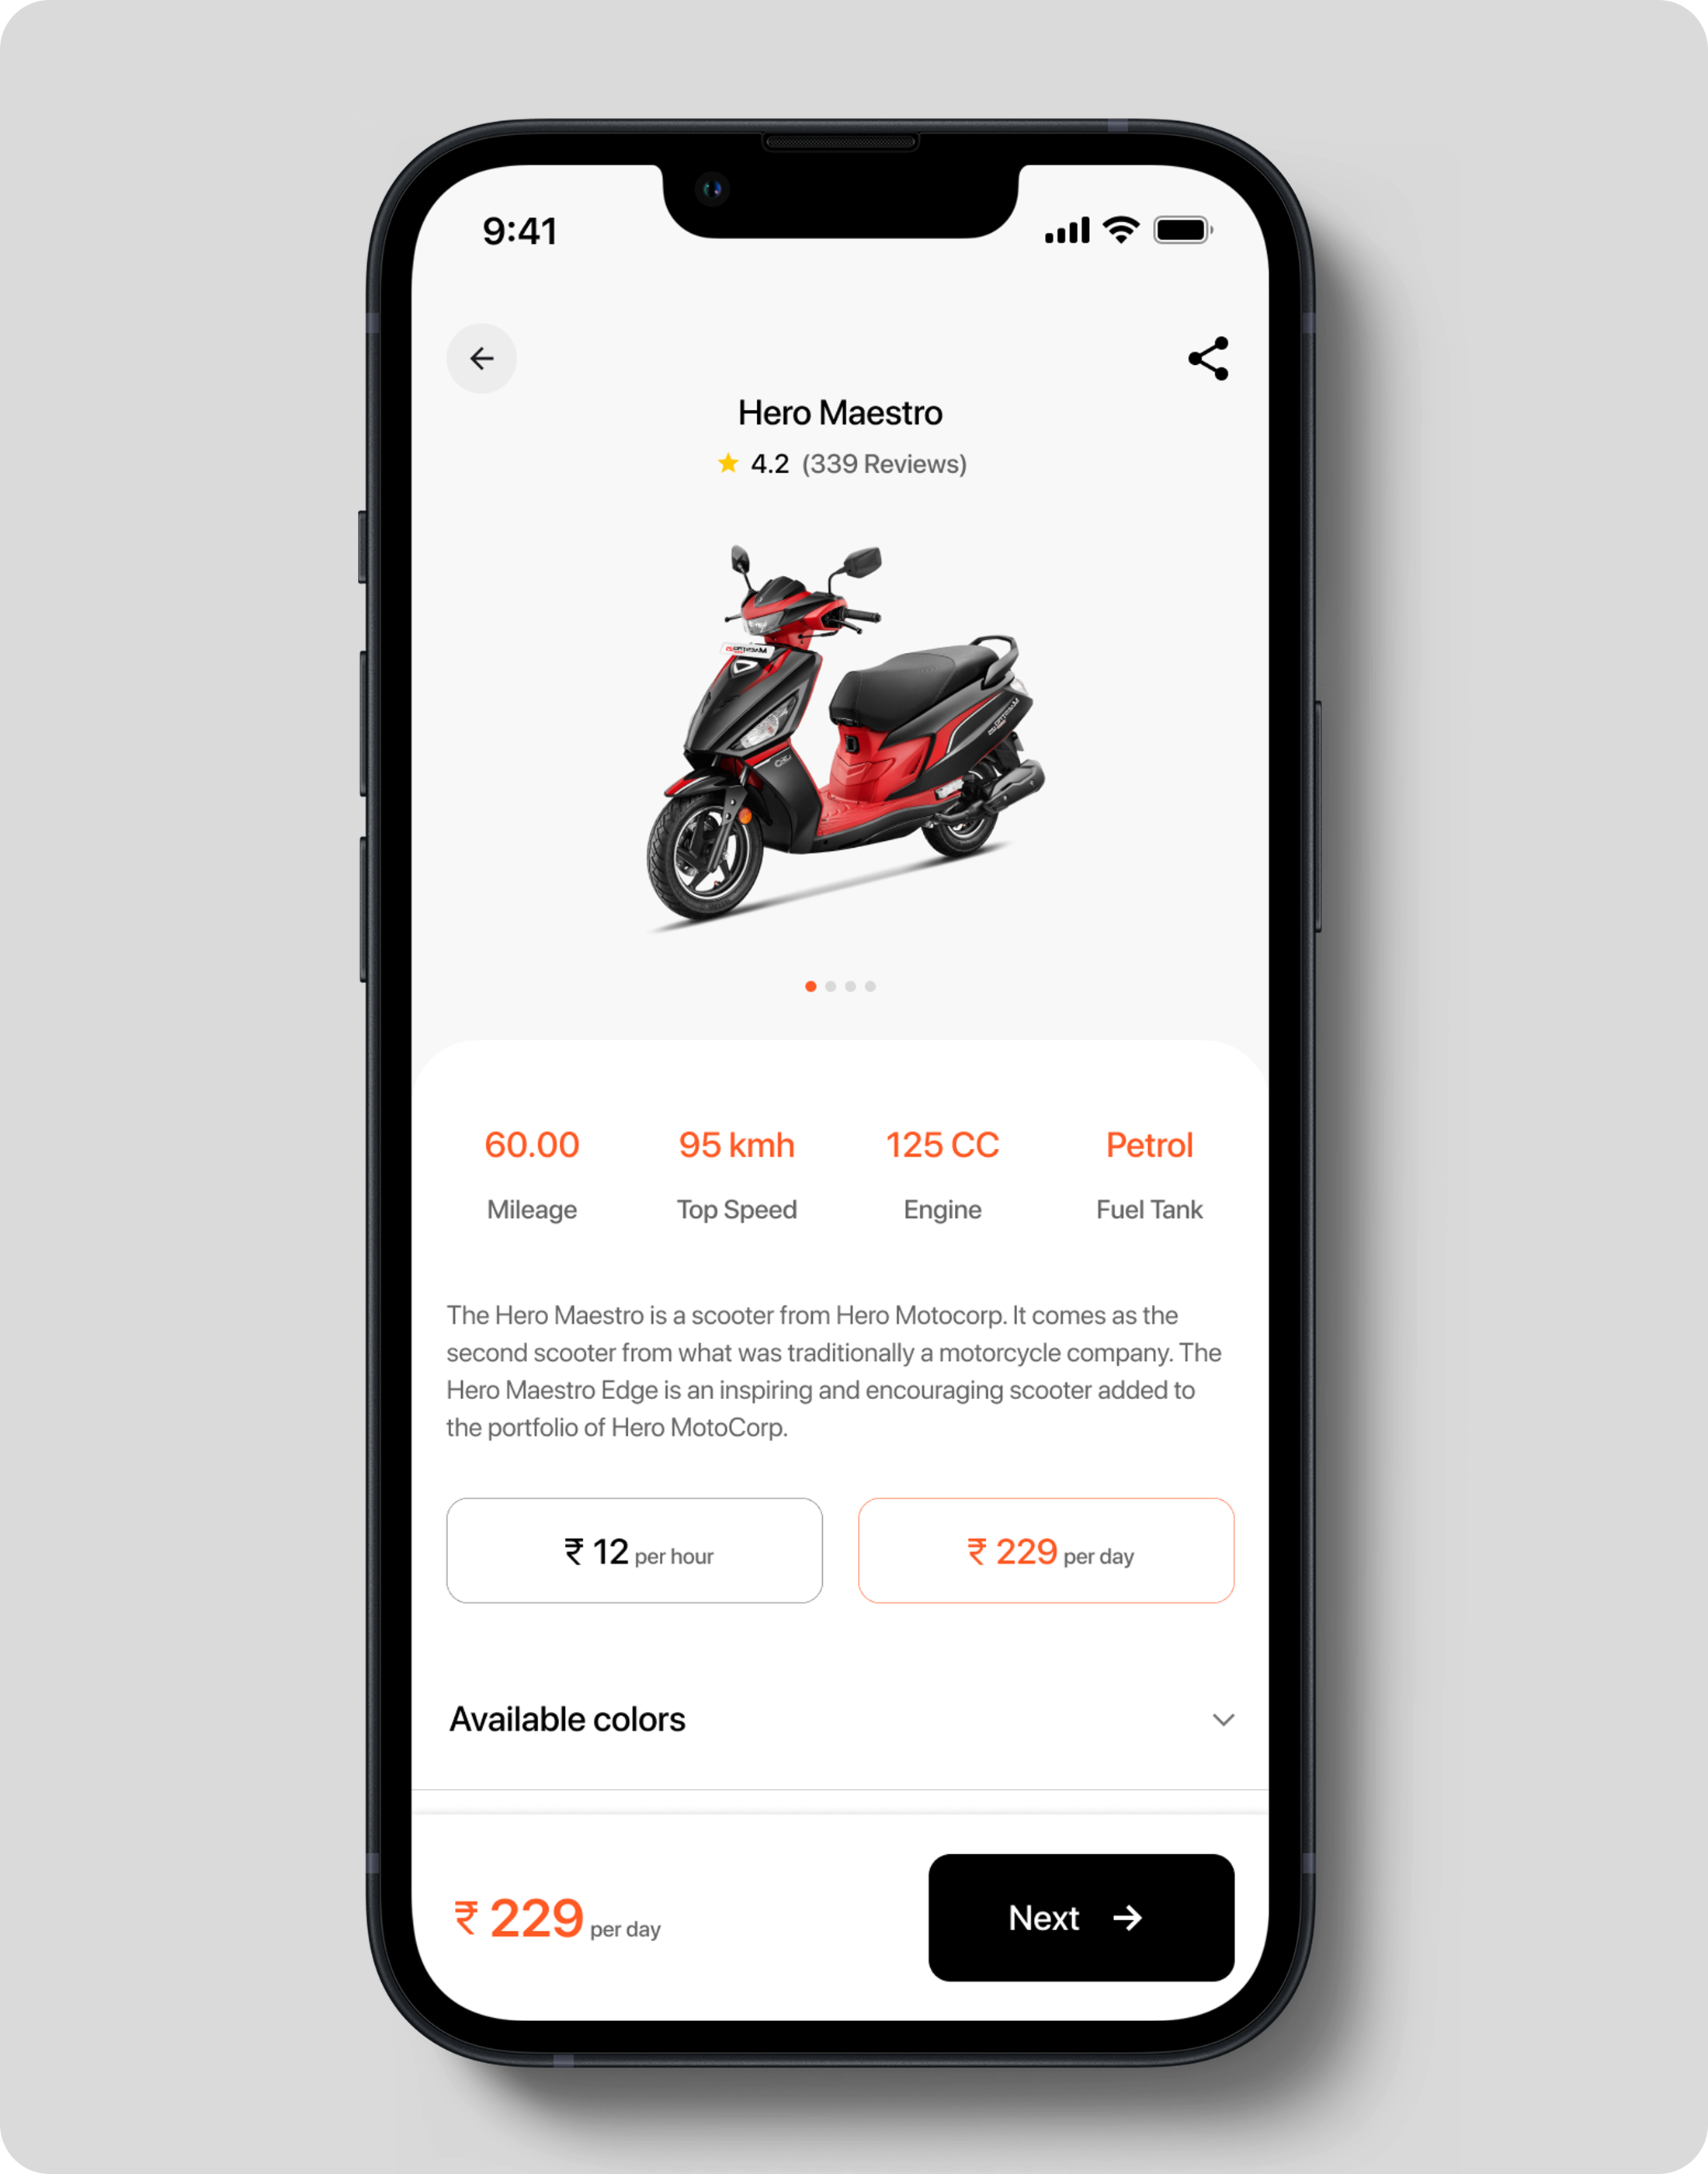 9:41
Hero Maestro
4.2 (339 Reviews)
60.00 95 kmh 125 CC Petrol
Mileage Top Speed Engine Fuel Tank
The Hero Maestro is a scooter from Hero Motocorp. It comes as the
second scooter from what was traditionally a motorcycle company. The
Hero Maestro Edge is an inspiring and encouraging scooter added to
the portfolio of Hero MotoCorp.
₹ 12 per hour ₹ 229 per day
Available colors
₹ 229 per day Next